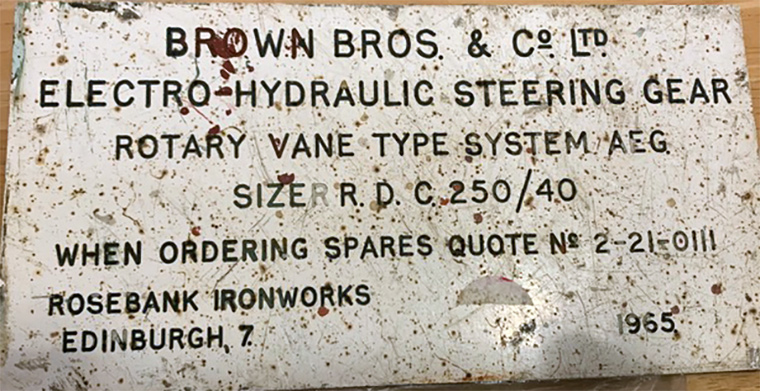 BROWN BROS. & Cº LTD
ELECTRO-HYDRAULIC STEERING GEAR
ROTARY VANE TYPE SYSTEM AEG.
SIZE R. D. C. 250/40
WHEN ORDERING SPARES QUOTE Nº 2-21-0111
ROSEBANK IRONWORKS
EDINBURGH, 7.
1965